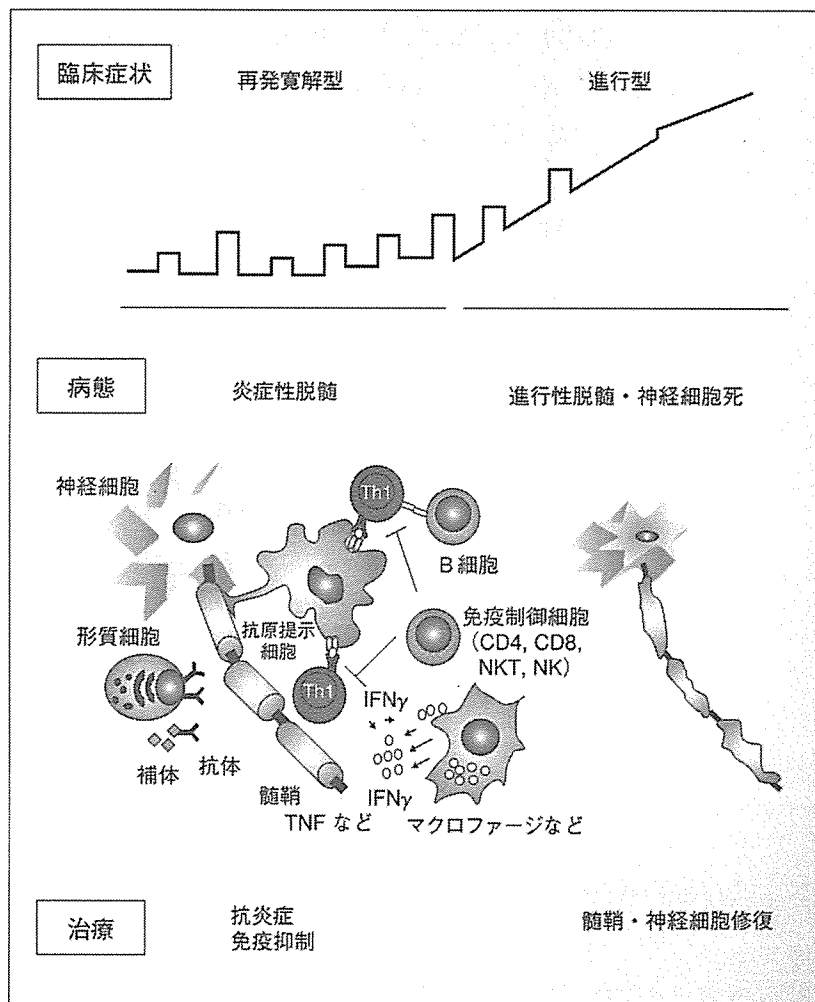 臨床症状
再発寛解型
進行型
病態
炎症性脱髄
進行性脱髄・神経細胞死
神経細胞
Th1
B細胞
抗原提示
細胞
免疫制御細胞
(CD4, CD8,
NKT, NK)
形質細胞
Th1
IFNγ
補体
抗体
髄鞘
IFNγ
TNF など
マクロファージなど
治療
抗炎症
免疫抑制
髄鞘・神経細胞修復